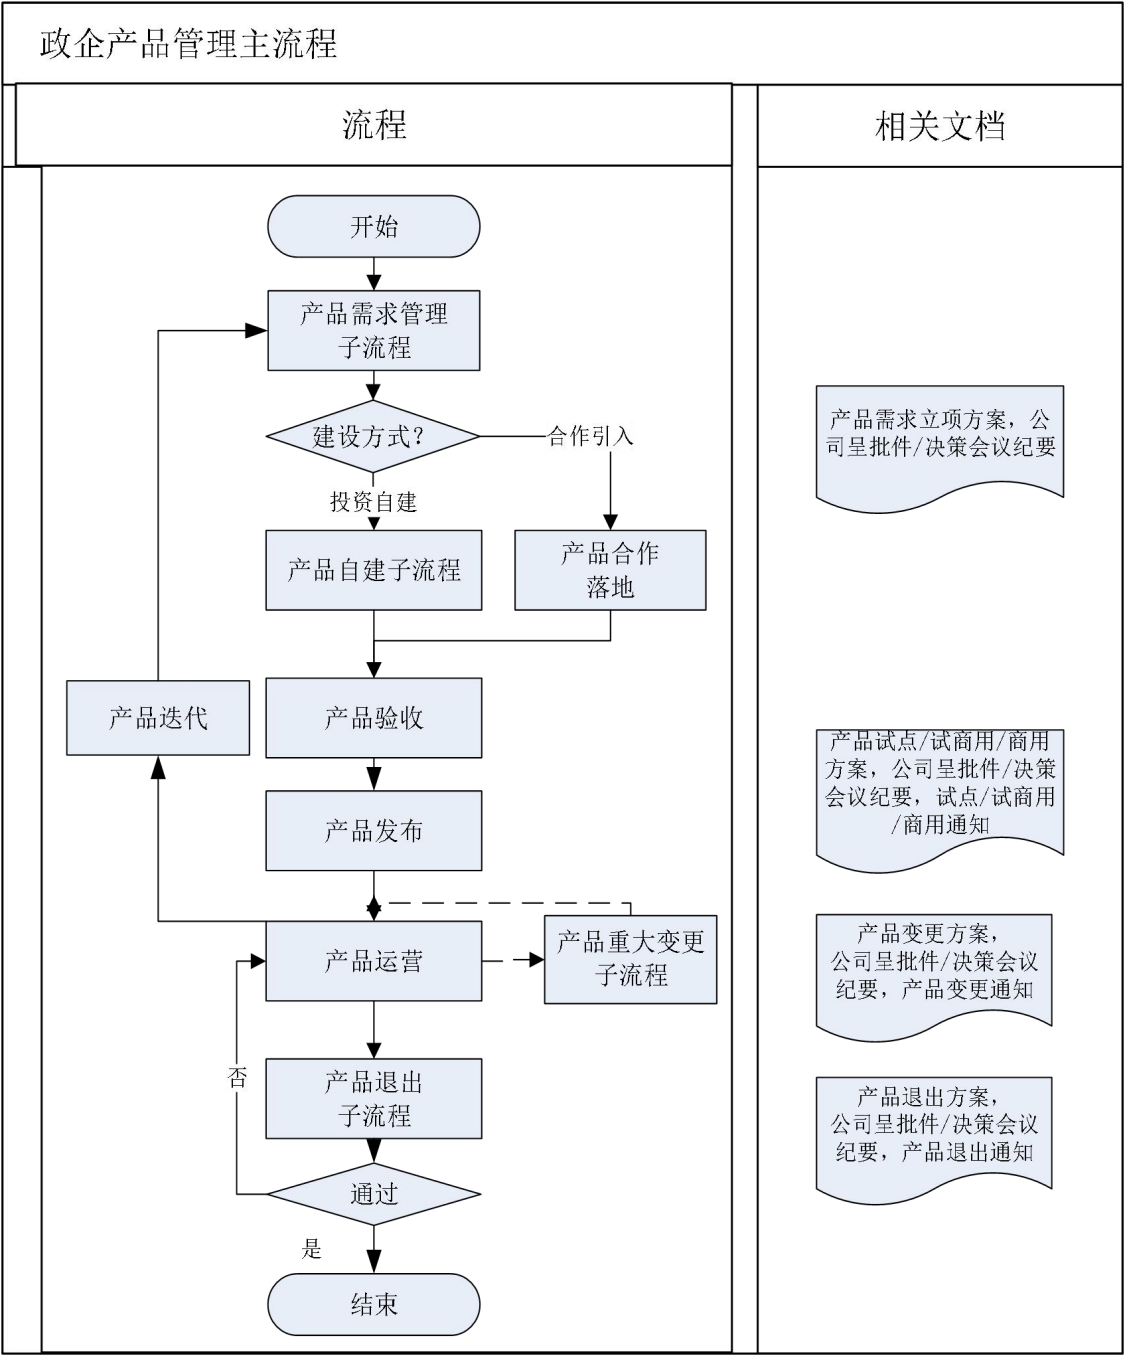 政企产品管理主流程
流程
相关文档
开始
产品需求管理
子流程
建设方式？
合作引入
投资自建
产品自建子流程
产品合作
落地
产品迭代
产品验收
产品发布
产品运营
产品重大变更
子流程
否
产品退出
子流程
通过
是
结束
产品需求立项方案，公
司呈批件/决策会议纪要
产品试点/试商用/商用
方案，公司呈批件/决策
会议纪要，试点/试商用
/商用通知
产品变更方案，
公司呈批件/决策会议
纪要，产品变更通知
产品退出方案，
公司呈批件/决策会议
纪要，产品退出通知